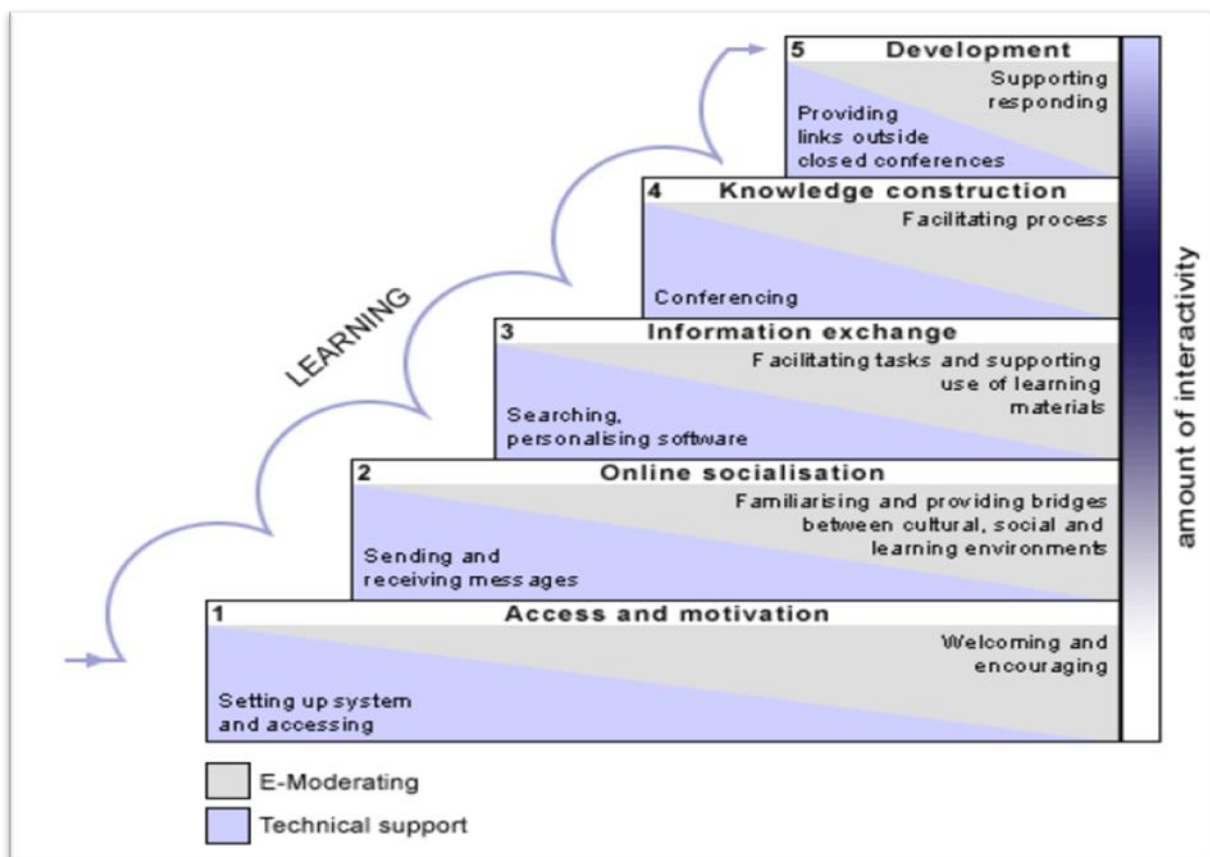 5 Development
Supporting
responding
Providing
links outside
closed conferences
4 Knowledge construction
Facilitating process
Conferencing
3 Information exchange
Facilitating tasks and supporting
use of learning
materials
Searching,
personalising software
2 Online socialisation
Familiarising and providing bridges
between cultural, social and
learning environments
Sending and
receiving messages
1 Access and motivation
Welcoming and
encouraging
Setting up system
and accessing
LEARNING
amount of interactivity
E-Moderating
Technical support